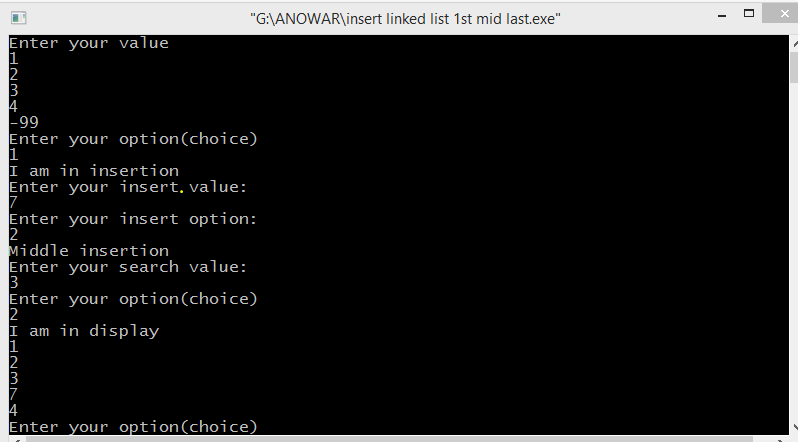 "G:\ANOWAR\insert linked list 1st mid last.exe"
Enter your value
1
2
3
4
-99
Enter your option(choice)
1
I am in insertion
Enter your insert value:
7
Enter your insert option:
2
Middle insertion
Enter your search value:
3
Enter your option(choice)
2
I am in display
1
2
3
7
4
Enter your option(choice)